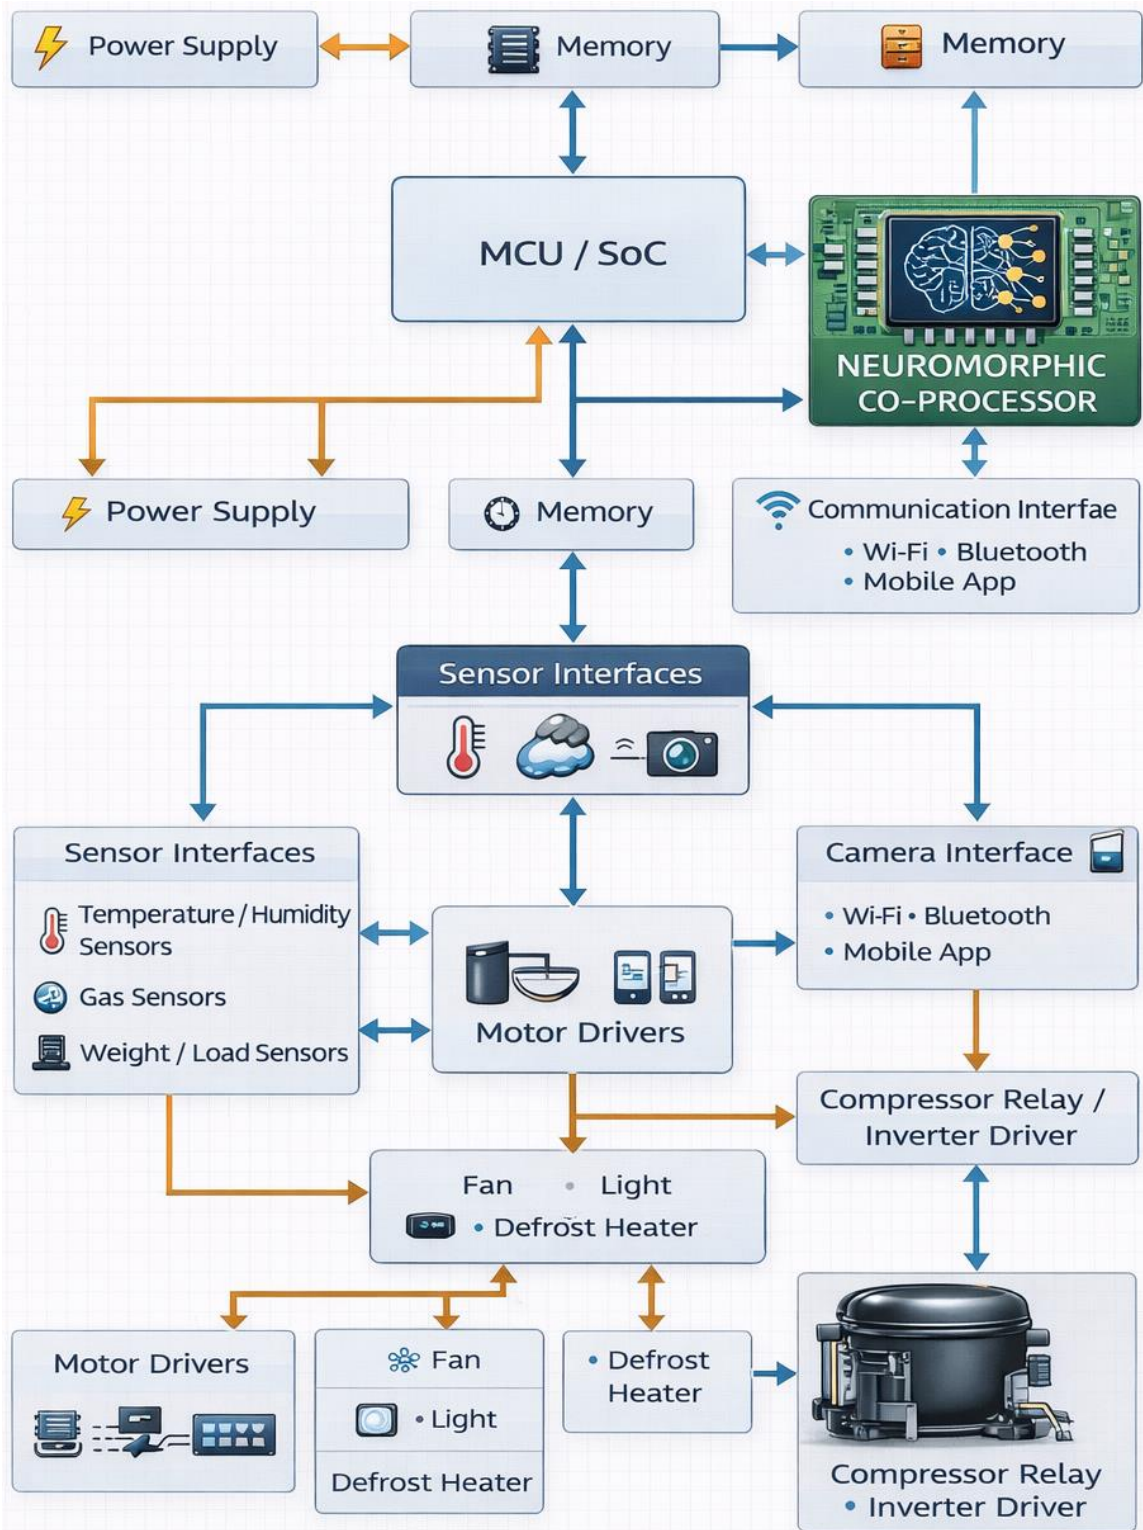 Power Supply
Memory
Memory
MCU / SoC
NEUROMORPHIC
CO-PROCESSOR
Power Supply
Memory
Communication Interfae
• Wi-Fi • Bluetooth
• Mobile App
Sensor Interfaces
Sensor Interfaces
Temperature / Humidity
Sensors
Gas Sensors
Weight / Load Sensors
Motor Drivers
Camera Interface
• Wi-Fi • Bluetooth
• Mobile App
Compressor Relay /
Inverter Driver
Fan • Light
• Defrost Heater
Motor Drivers
Fan
• Light
Defrost Heater
• Defrost
Heater
Compressor Relay
• Inverter Driver